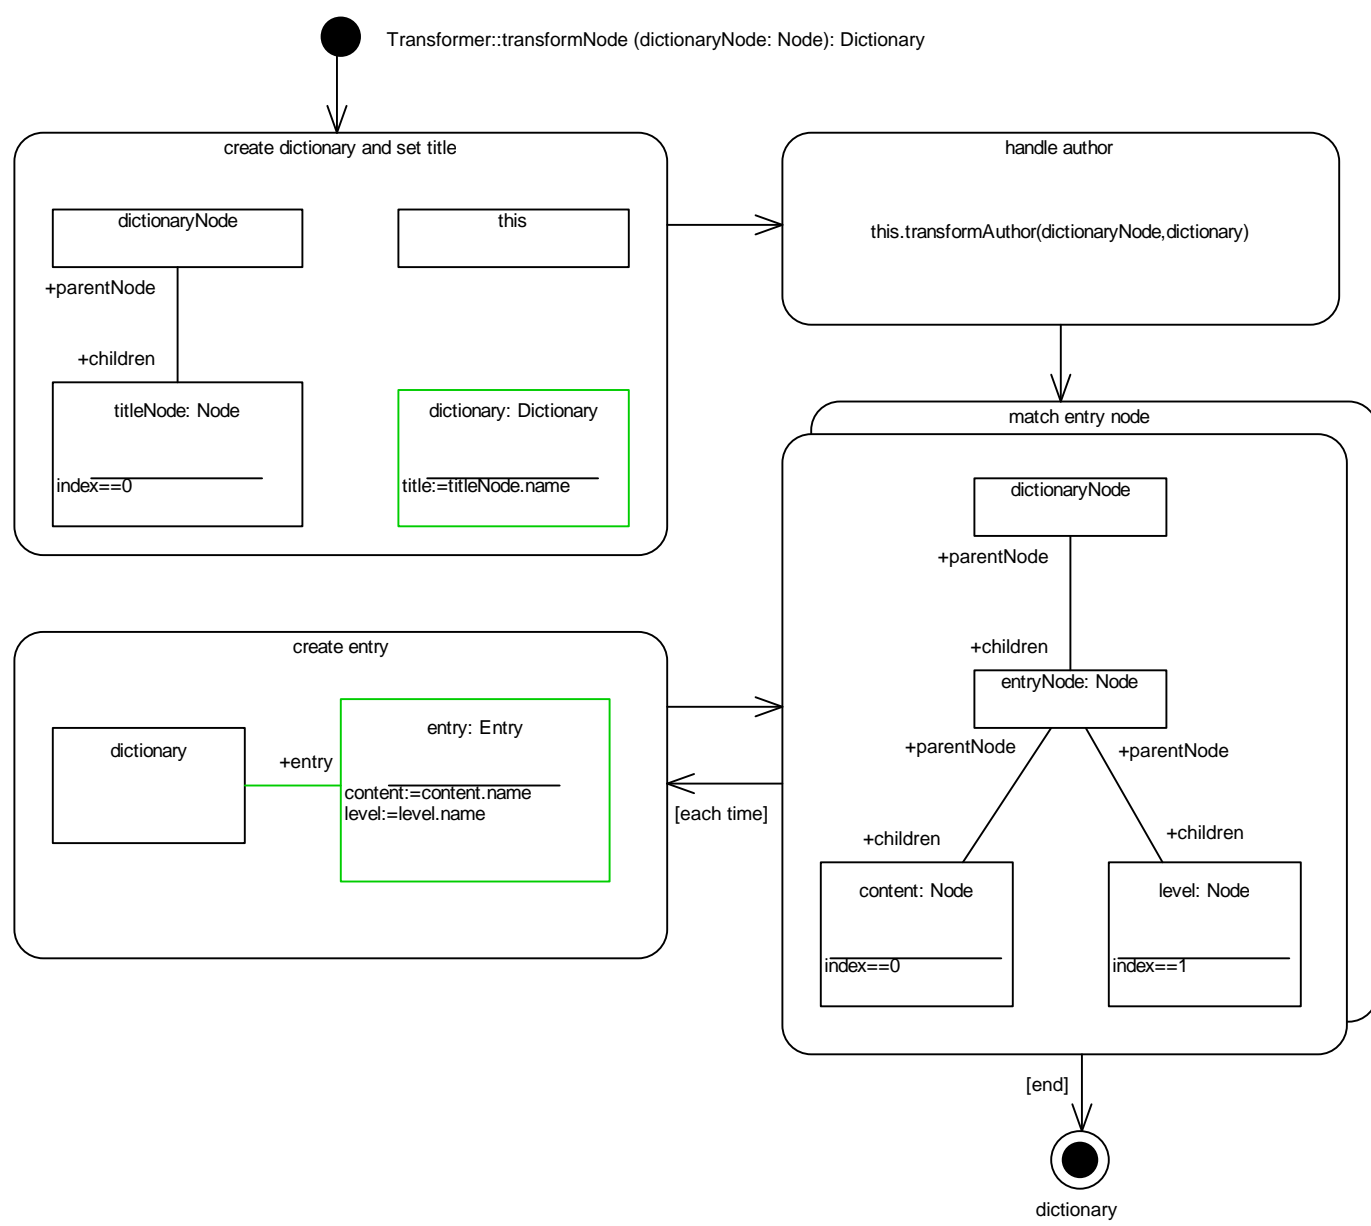 Transformer::transformNode (dictionaryNode: Node): Dictionary
create dictionary and set title
dictionaryNode
this
+parentNode
+children
titleNode: Node
index==0
dictionary: Dictionary
title:=titleNode.name
handle author
this.transformAuthor(dictionaryNode,dictionary)
match entry node
dictionaryNode
+parentNode
+children
entryNode: Node
+parentNode
+parentNode
+children
+children
content: Node
index==0
level: Node
index==1
create entry
dictionary
+entry
entry: Entry
content:=content.name
level:=level.name
[each time]
[end]
dictionary